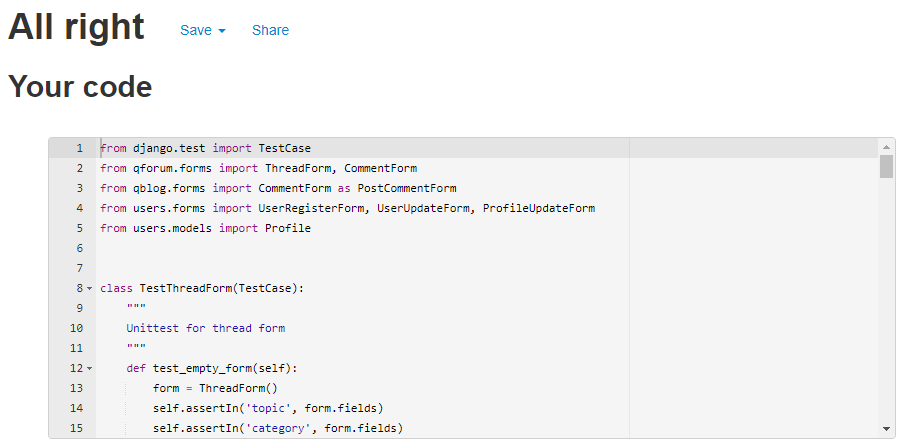 All right Save Share
Your code
1 from django.test import TestCase
2 from qforum.forms import ThreadForm, CommentForm
3 from qblog.forms import CommentForm as PostCommentForm
4 from users.forms import UserRegisterForm, UserUpdateForm, ProfileUpdateForm
5 from users.models import Profile
6
7
8 class TestThreadForm(TestCase):
9     """
10     Unittest for thread form
11     """
12     def test_empty_form(self):
13         form = ThreadForm()
14         self.assertIn('topic', form.fields)
15         self.assertIn('category', form.fields)